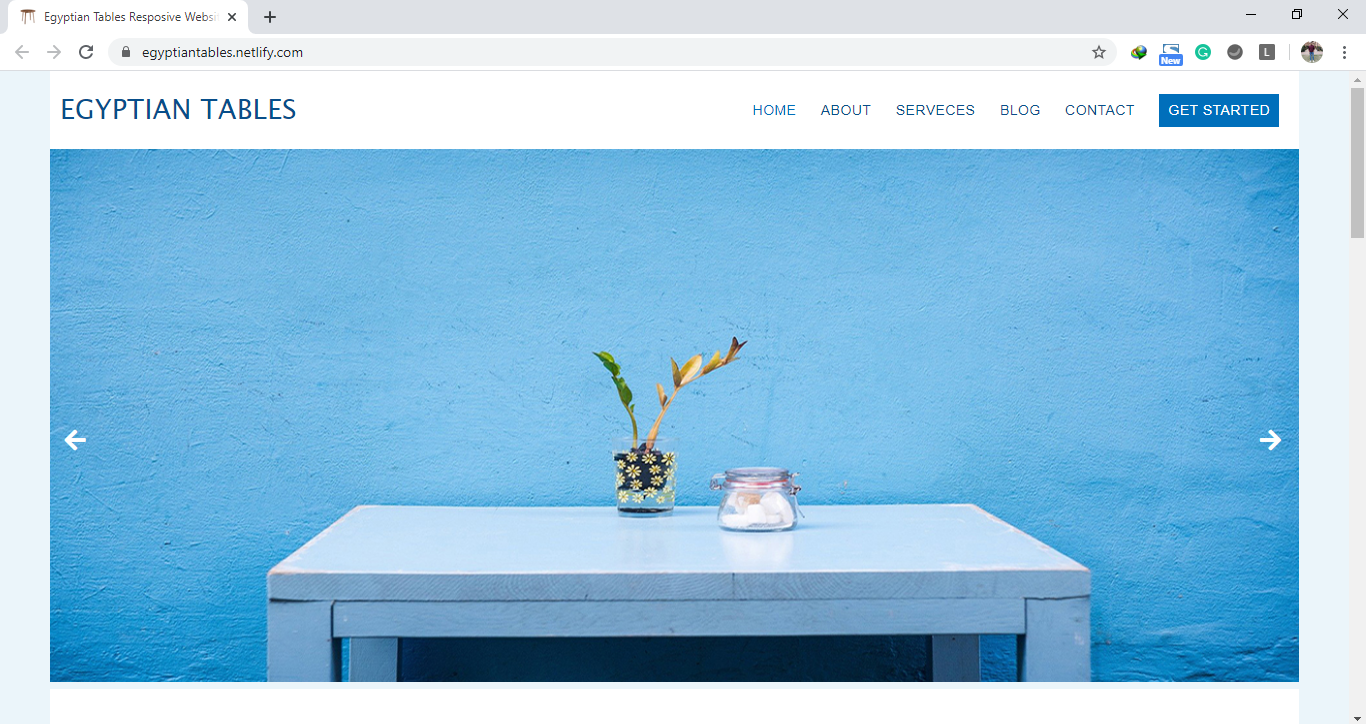 Egyptian Tables Resposive Websi
egyptiantables.netlify.com
New
L
EGYPTIAN TABLES
HOME ABOUT SERVECES BLOG CONTACT GET STARTED